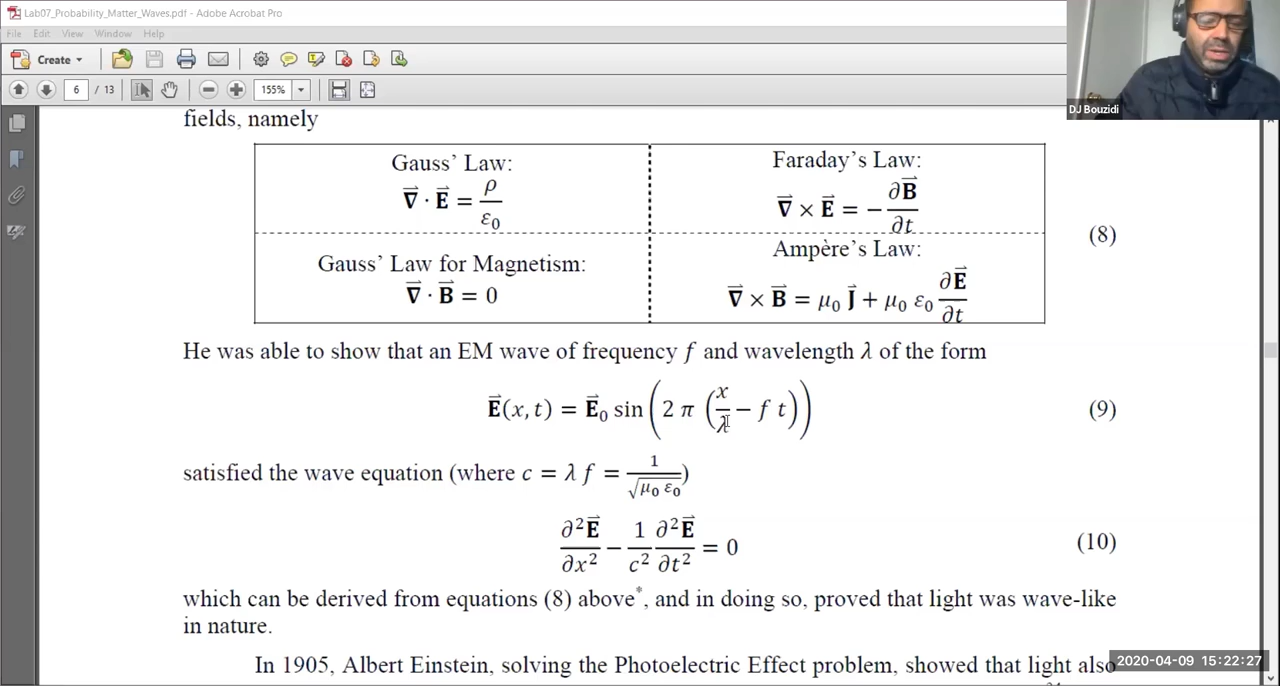 Lab07_Probability_Matter_Waves.pdf - Adobe Acrobat Pro
File Edit View Window Help
Create
6 / 13 155%
DJ Bouzidi
fields, namely
Gauss’ Law:
∇⃗ · E⃗ = ρ/ε₀
Faraday’s Law:
∇⃗ × E⃗ = − ∂B⃗/∂t
(8)
Gauss’ Law for Magnetism:
∇⃗ · B⃗ = 0
Ampère’s Law:
∇⃗ × B⃗ = μ₀ J⃗ + μ₀ ε₀ ∂E⃗/∂t
He was able to show that an EM wave of frequency f and wavelength λ of the form
E⃗(x, t) = E⃗₀ sin(2 π (x/λ − f t)) (9)
satisfied the wave equation (where c = λ f = 1/√(μ₀ ε₀))
∂²E⃗/∂x² − 1/c² ∂²E⃗/∂t² = 0 (10)
which can be derived from equations (8) above*, and in doing so, proved that light was wave-like
in nature.
In 1905, Albert Einstein, solving the Photoelectric Effect problem, showed that light also
2020-04-09 15:22:27